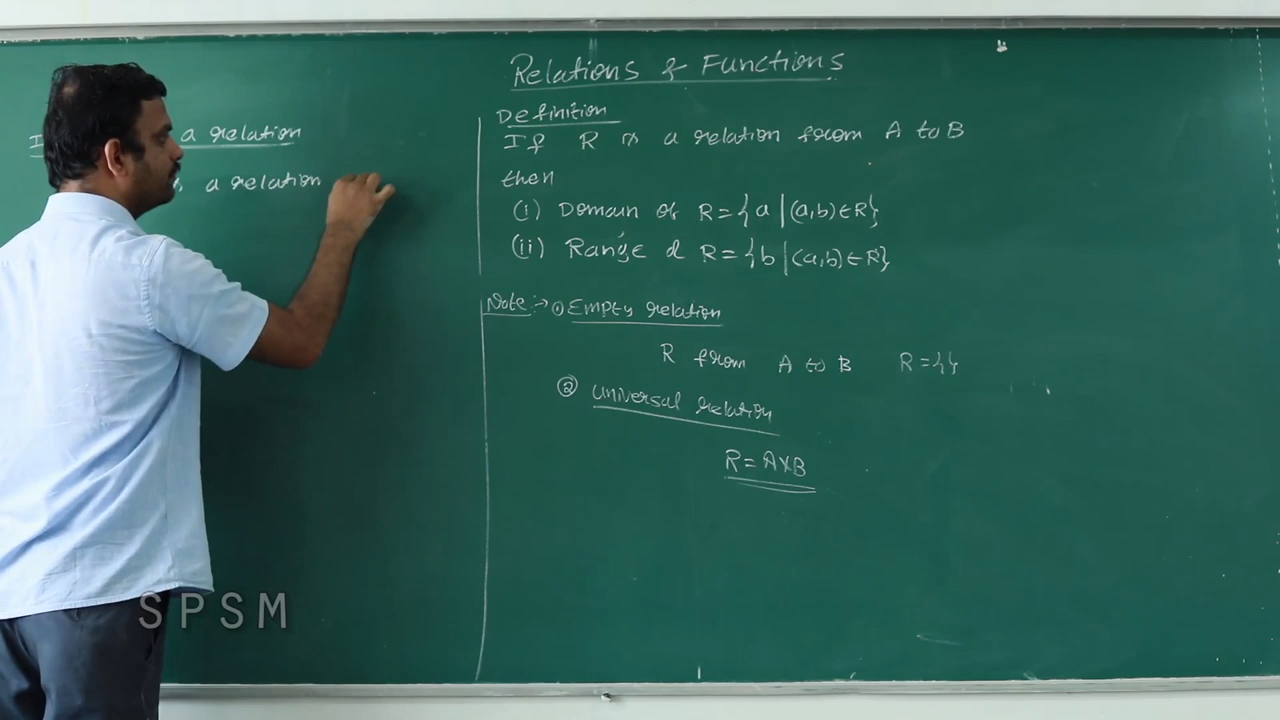 a relation
a relation
Relations & Functions
Definition
If R is a relation from A to B
then
(i) Domain of R = {a | (a,b) ∈ R}
(ii) Range of R = {b | (a,b) ∈ R}
Note :→ ① Empty relation
R from A to B R = { }
② universal relation
R = A×B
SPSM